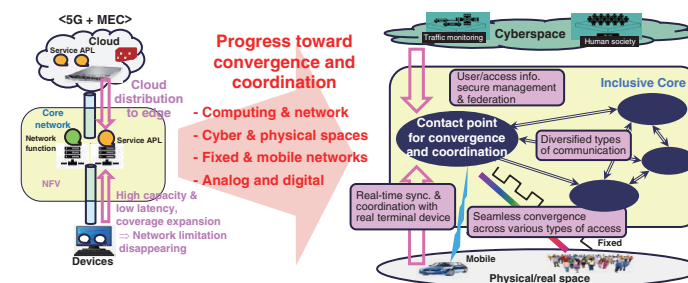 <5G + MEC>
Cloud
Service APL
Cloud
distribution
to edge
Core
network
Network
function
Service APL
NFV
High capacity &
low latency,
coverage expansion
⇒ Network limitation
disappearing
Devices
Progress toward
convergence and
coordination
- Computing & network
- Cyber & physical spaces
- Fixed & mobile networks
- Analog and digital
Traffic monitoring
Cyberspace
Human society
User/access info.
secure management
& federation
Inclusive Core
Contact point
for convergence
and coordination
Diversified types
of communication
Real-time sync. &
coordination with
real terminal device
Seamless convergence
across various types of access
Mobile
Fixed
Physical/real space